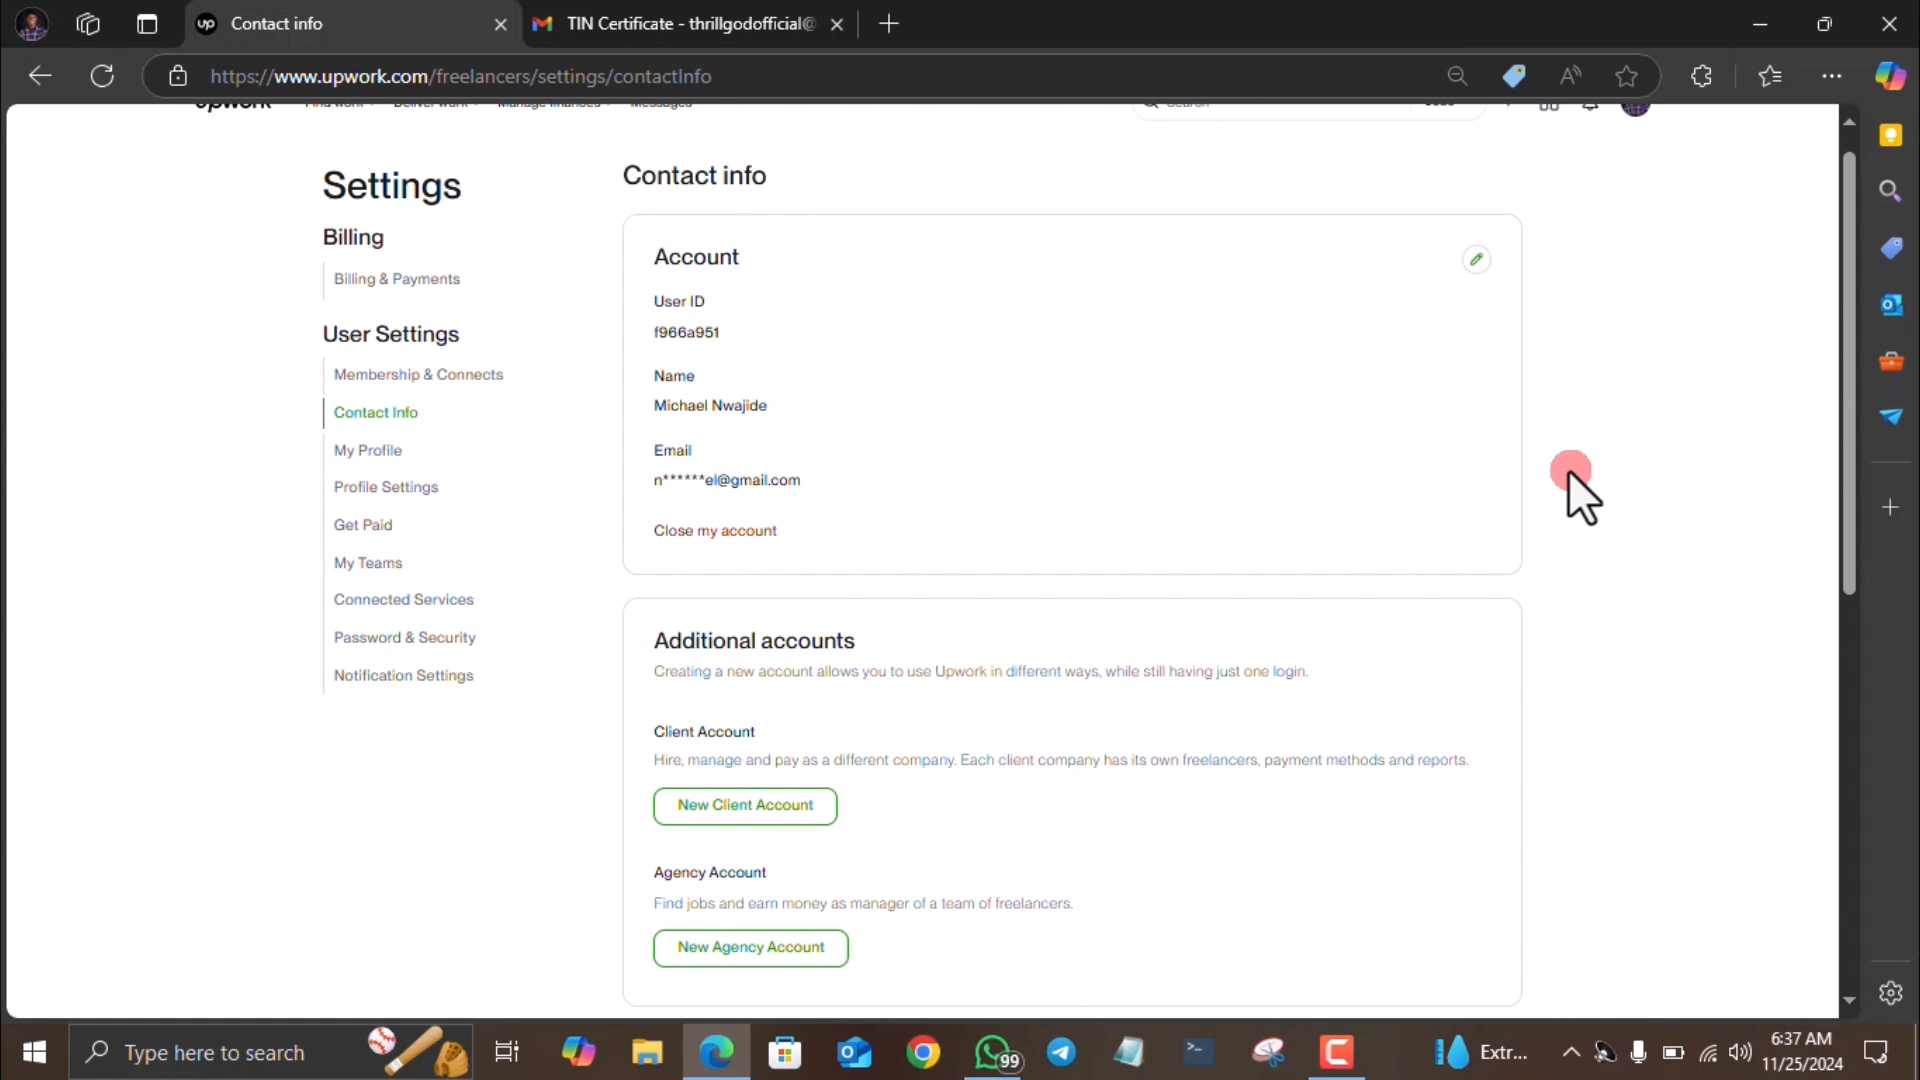 Contact info
TIN Certificate - thrillgodofficial@
https://www.upwork.com/freelancers/settings/contactInfo
upwork
Settings
Billing
Billing & Payments
User Settings
Membership & Connects
Contact Info
My Profile
Profile Settings
Get Paid
My Teams
Connected Services
Password & Security
Notification Settings
Contact info
Account
User ID
f966a951
Name
Michael Nwajide
Email
n******el@gmail.com
Close my account
Additional accounts
Creating a new account allows you to use Upwork in different ways, while still having just one login.
Client Account
Hire, manage and pay as a different company. Each client company has its own freelancers, payment methods and reports.
New Client Account
Agency Account
Find jobs and earn money as manager of a team of freelancers.
New Agency Account
Type here to search
99
Extr...
6:37 AM
11/25/2024